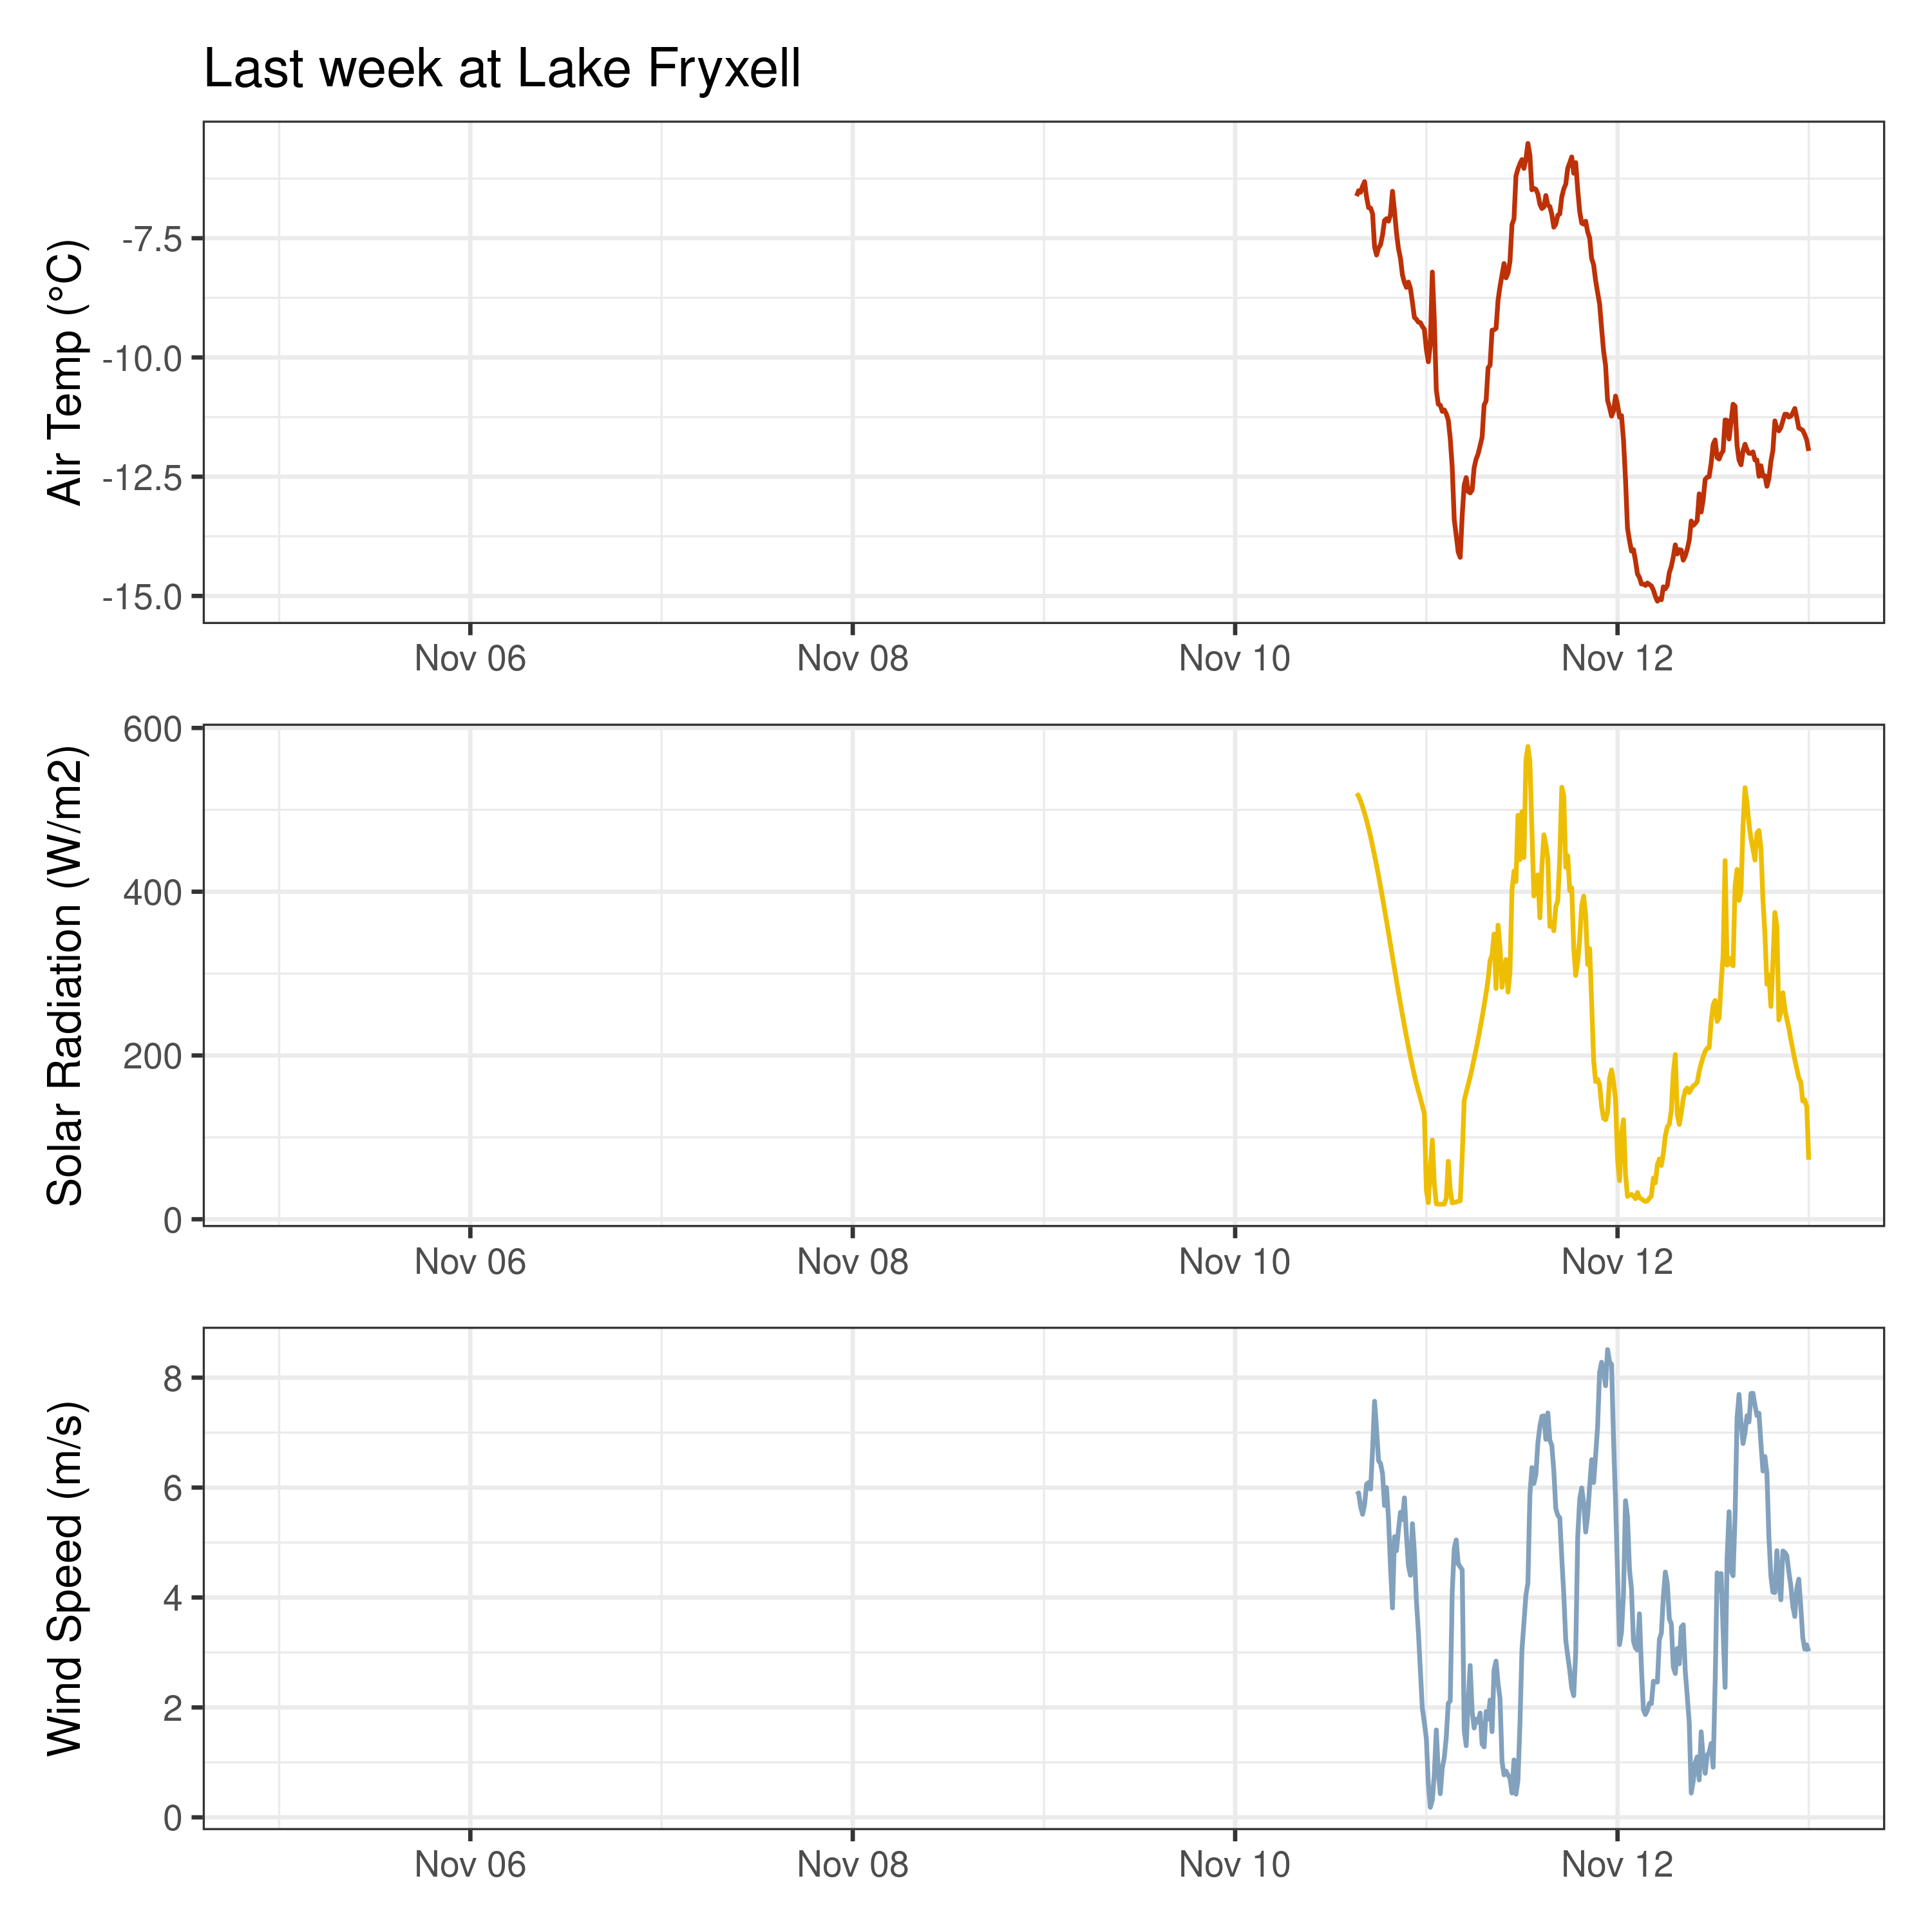 Last week at Lake Fryxell
Air Temp (°C)
-7.5
-10.0
-12.5
-15.0
Nov 06 Nov 08 Nov 10 Nov 12
Solar Radiation (W/m2)
600
400
200
0
Nov 06 Nov 08 Nov 10 Nov 12
Wind Speed (m/s)
8
6
4
2
0
Nov 06 Nov 08 Nov 10 Nov 12